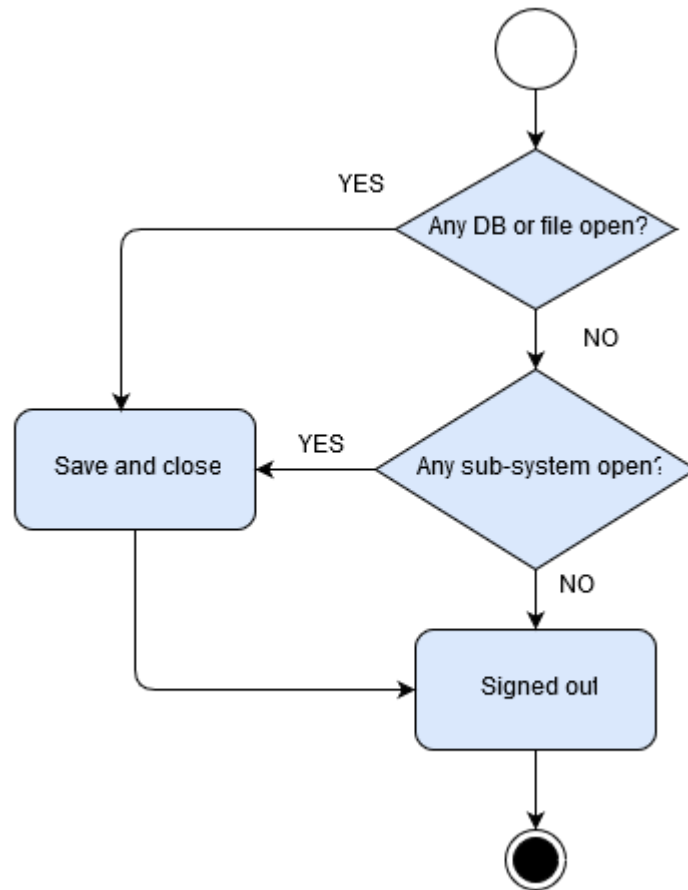 YES
Any DB or file open?
NO
YES
Save and close
Any sub-system open?
NO
Signed out